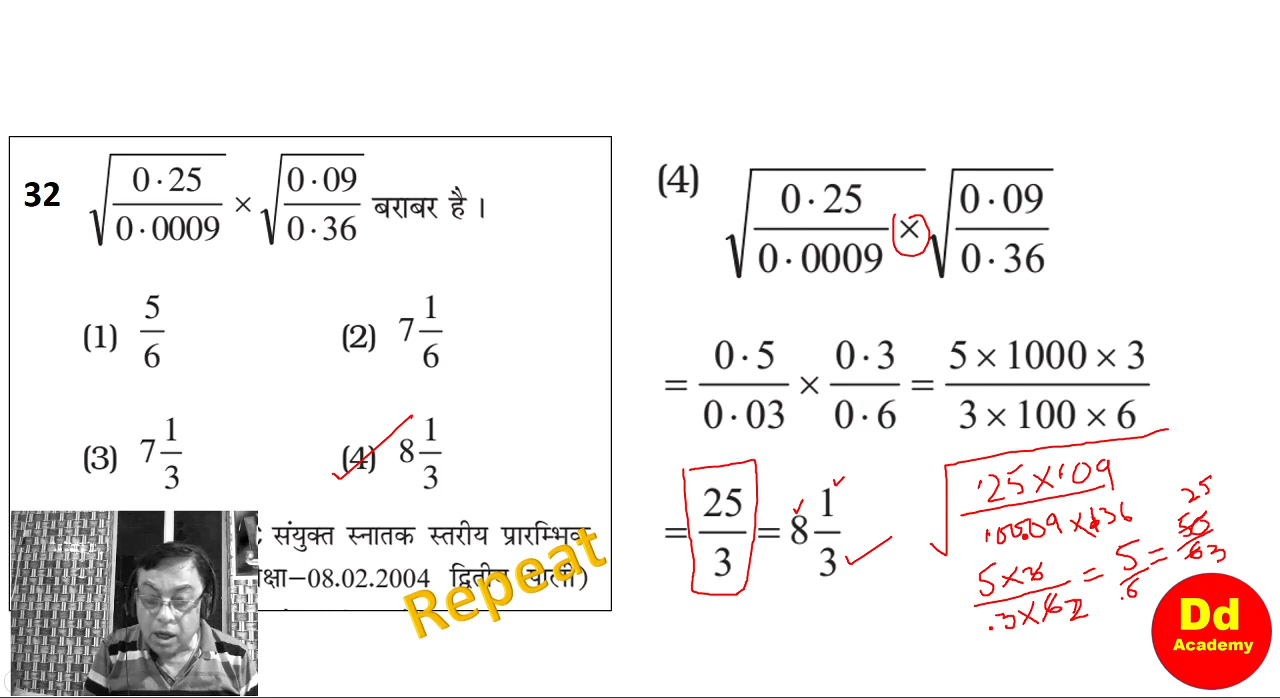 32 √(0·25/0·0009) × √(0·09/0·36) बराबर है ।
(1) 5/6 (2) 7 1/6
(3) 7 1/3 (4) 8 1/3
संयुक्त स्नातक स्तरीय प्रारम्भिक
08.02.2004 द्वितीय पाली)
Repeat
(4) √(0·25/0·0009) × √(0·09/0·36)
= 0·5/0·03 × 0·3/0·6 = 5×1000×3/3×100×6
= 25/3 = 8 1/3
Dd
Academy